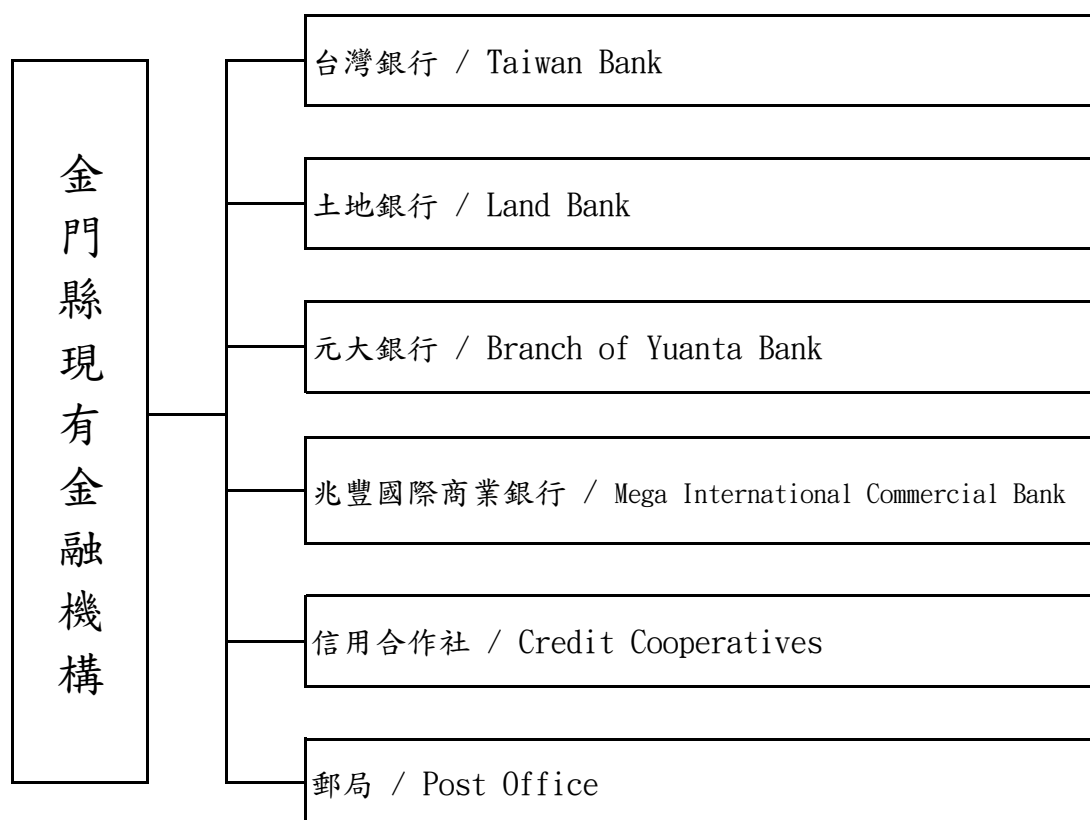 金門縣現有金融機構
台灣銀行 / Taiwan Bank
土地銀行 / Land Bank
元大銀行 / Branch of Yuanta Bank
兆豐國際商業銀行 / Mega International Commercial Bank
信用合作社 / Credit Cooperatives
郵局 / Post Office